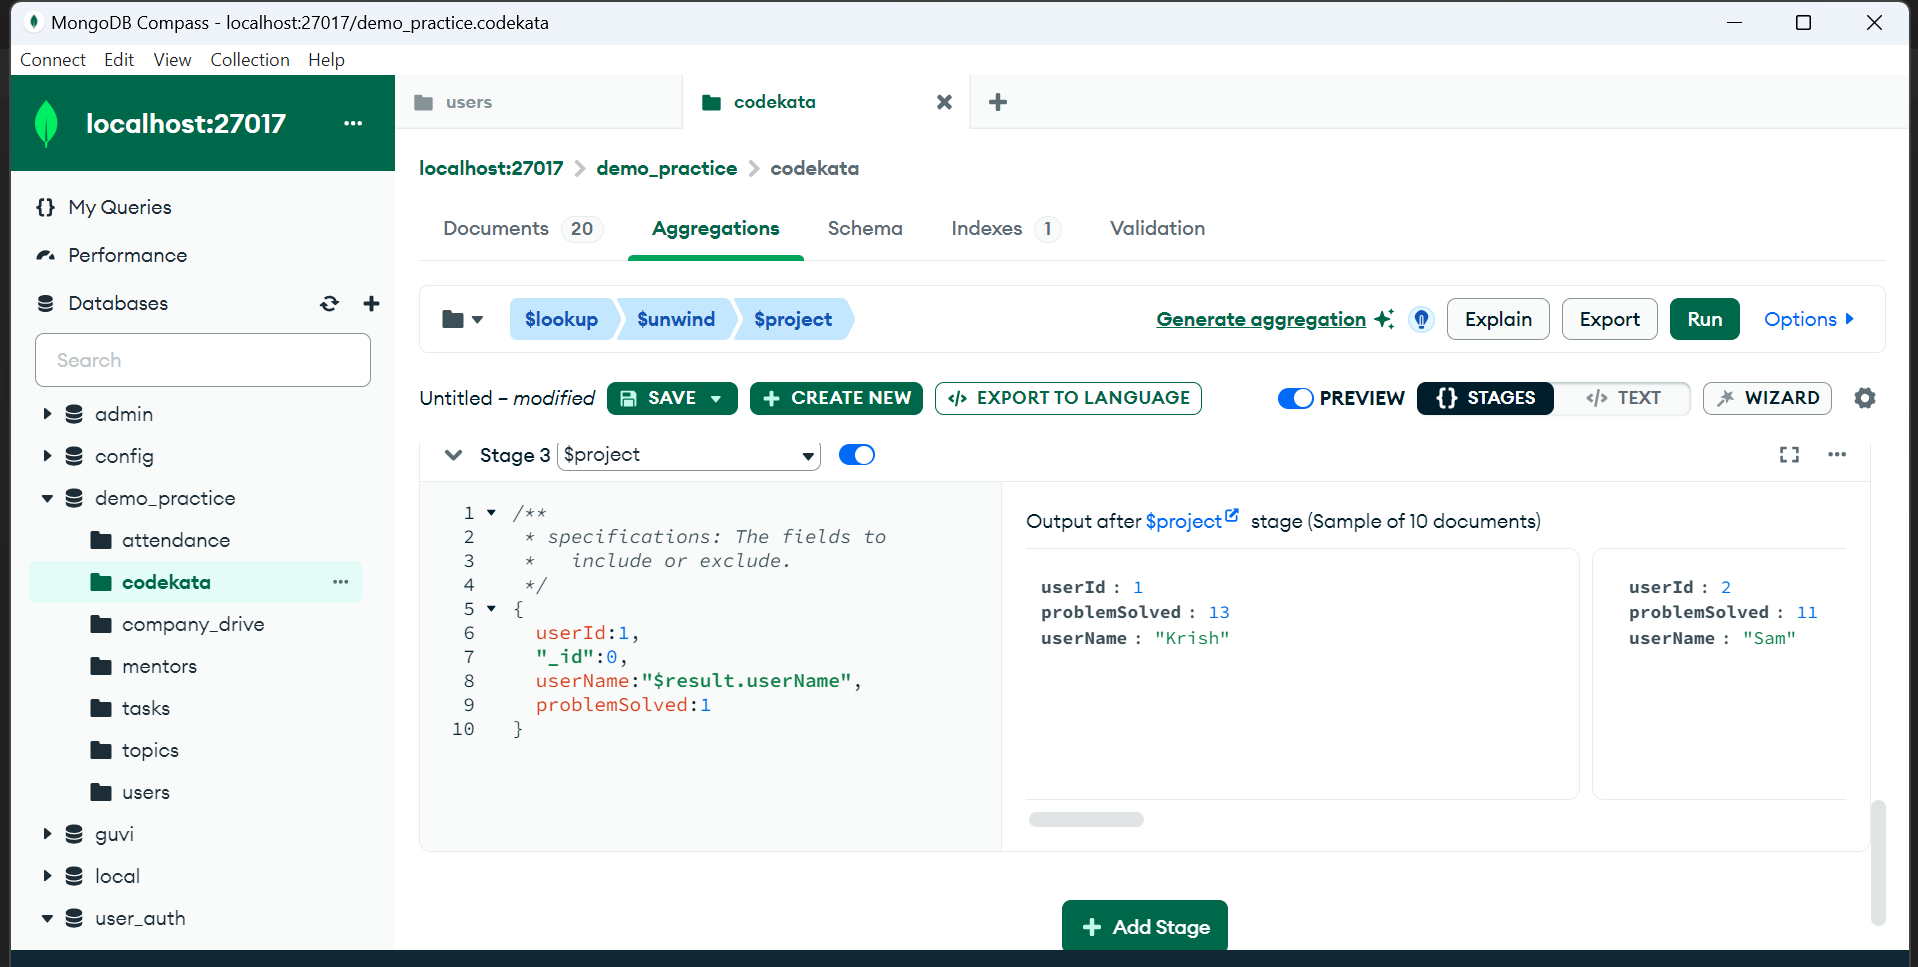 MongoDB Compass - localhost:27017/demo_practice.codekata
Connect Edit View Collection Help
localhost:27017
My Queries
Performance
Databases
Search
admin
config
demo_practice
attendance
codekata
company_drive
mentors
tasks
topics
users
guvi
local
user_auth
users
codekata
localhost:27017 > demo_practice > codekata
Documents 20 Aggregations Schema Indexes 1 Validation
$lookup $unwind $project Generate aggregation Explain Export Run Options
Untitled – modified SAVE CREATE NEW </> EXPORT TO LANGUAGE PREVIEW {} STAGES </> TEXT WIZARD
Stage 3 $project
1 /**
2 * specifications: The fields to
3 *   include or exclude.
4 */
5 {
6 userId:1,
7 "_id":0,
8 userName:"$result.userName",
9 problemSolved:1
10 }
Output after $project stage (Sample of 10 documents)
userId : 1
problemSolved : 13
userName : "Krish"
userId : 2
problemSolved : 11
userName : "Sam"
+ Add Stage